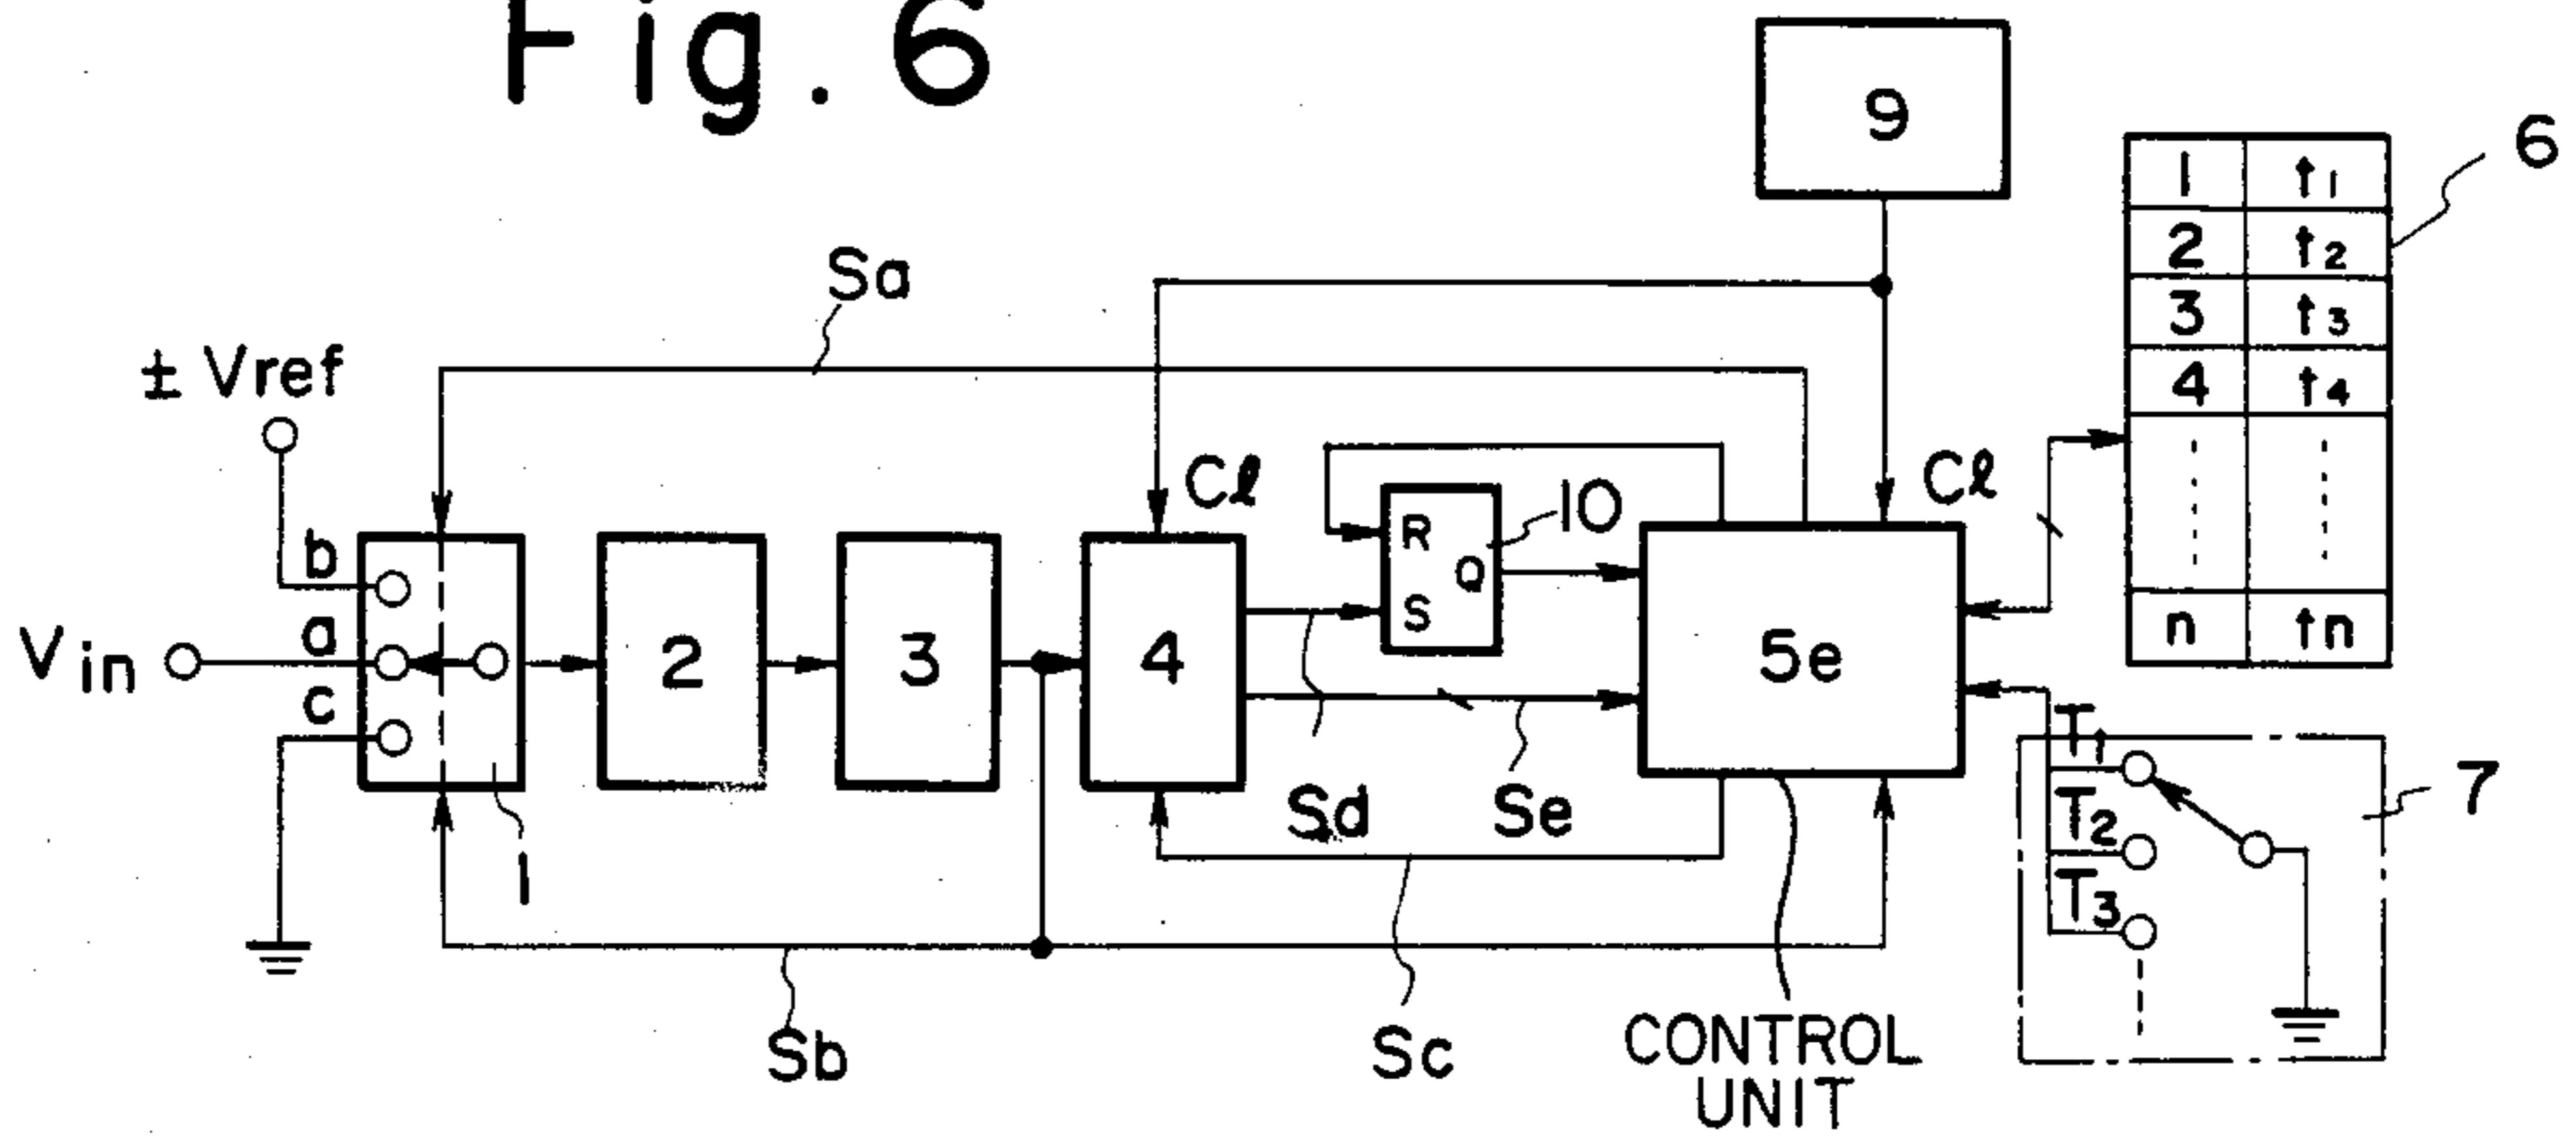 Fig. 6
9
6
1 t1
2 t2
3 t3
4 t4
n tn
Sa
± Vref
Cl
Cl
10
R
Q
S
b
a
c
Vin
1
2
3
4
5e
T1
T2
T3
7
Sd
Se
Sb
Sc
CONTROL
UNIT